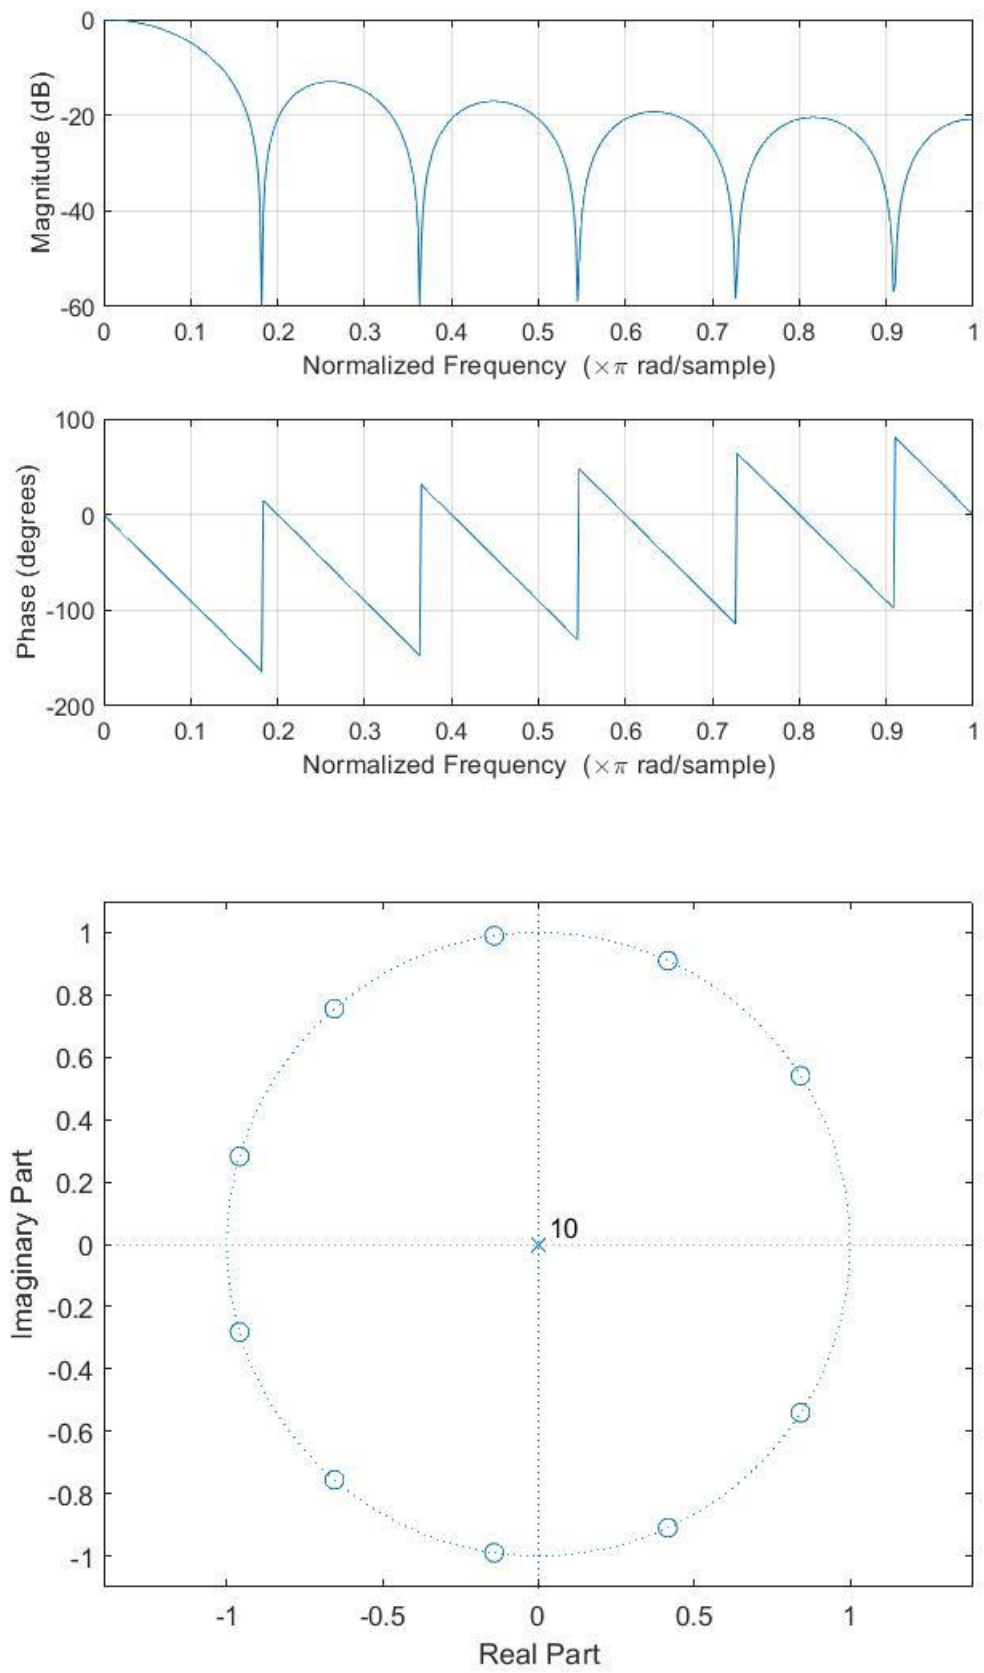 0
-20
-40
-60
Magnitude (dB)
0 0.1 0.2 0.3 0.4 0.5 0.6 0.7 0.8 0.9 1
Normalized Frequency (×π rad/sample)
100
0
-100
-200
Phase (degrees)
0 0.1 0.2 0.3 0.4 0.5 0.6 0.7 0.8 0.9 1
Normalized Frequency (×π rad/sample)
1
0.8
0.6
0.4
0.2
0
-0.2
-0.4
-0.6
-0.8
-1
Imaginary Part
10
-1 -0.5 0 0.5 1
Real Part